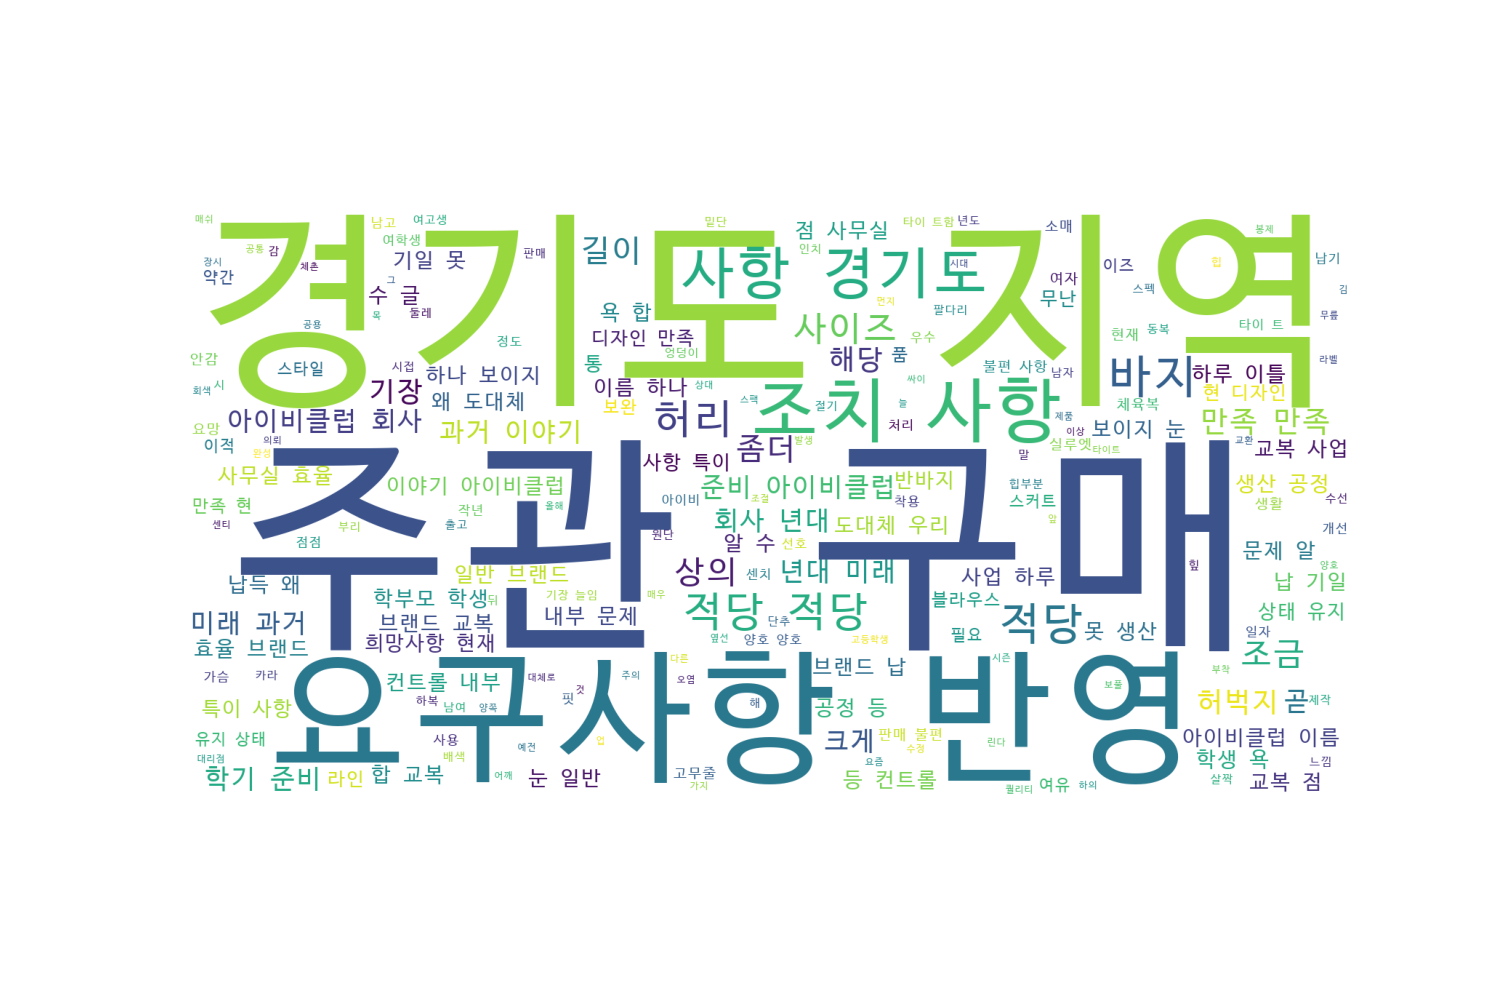 경기도 지역
주관 구매
요구사항 반영
조치 사항
사항 경기도
적당 적당
바지
허리
사이즈
적당
길이
상의
매쉬
남고
여고생
밑단
점 사무실
타이 트함
년도
소매
봉제
공통
감
여학생
판매
인치
장시
체촌
기일 못
시대
여자
이즈
힙
남기
약간
그
수 글
둘레
욕 합
먼지
팔다리
무난
스펙
김
공용
목
정도
디자인 만족
우수
현재
동복
타이 트
무릎
안감
스타일
시접
엉덩이
통
해당
품
불편 사항
남자
하루 이틀
라벨
회색
시
기장
하나 보이지
이름 하나
상대
싸이
현 디자인
왜 도대체
보완
스팩
절기
늘
체육복
요망
아이비클럽 회사
과거 이야기
처리
제품
이상
보이지 눈
만족 만족
이적
의뢰
완성
좀더
발생
말
실루엣
타이트
교환
교복 사업
사무실 효율
사항 특이
이야기 아이비클럽
준비 아이비클럽
반바지
힙부분
생산 공정
만족 현
작년
올해
아이비
조절
착용
스커트
생활
수선
센티
부리
출고
원단
회사 년대
도대체 우리
앞
개선
점점
알 수
선호
문제 알
일반 브랜드
센치
년대 미래
사업 하루
힢
양호
납득 왜
학부모 학생
뒤
기장 늘임
매우
블라우스
납 기일
미래 과거
브랜드 교복
내부 문제
단추
필요
못 생산
상태 유지
효율 브랜드
희망사항 현재
옆선
양호 양호
고등학생
일자
조금
가슴
카라
컨트롤 내부
대체로
다른
주의
오염
브랜드 납
시즌
보풀
부착
특이 사항
하복
남여
양쪽
핏
것
해
공정 등
허벅지
곧
제작
유지 상태
사용
예전
업
크게
판매 불편
린다
아이비클럽 이름
대리점
배색
수정
학기 준비
라인
합 교복
어깨
눈 일반
고무줄
가지
요즘
등 컨트롤
퀄리티
여유
하의
학생 욕
살짝
느낌
교복 점